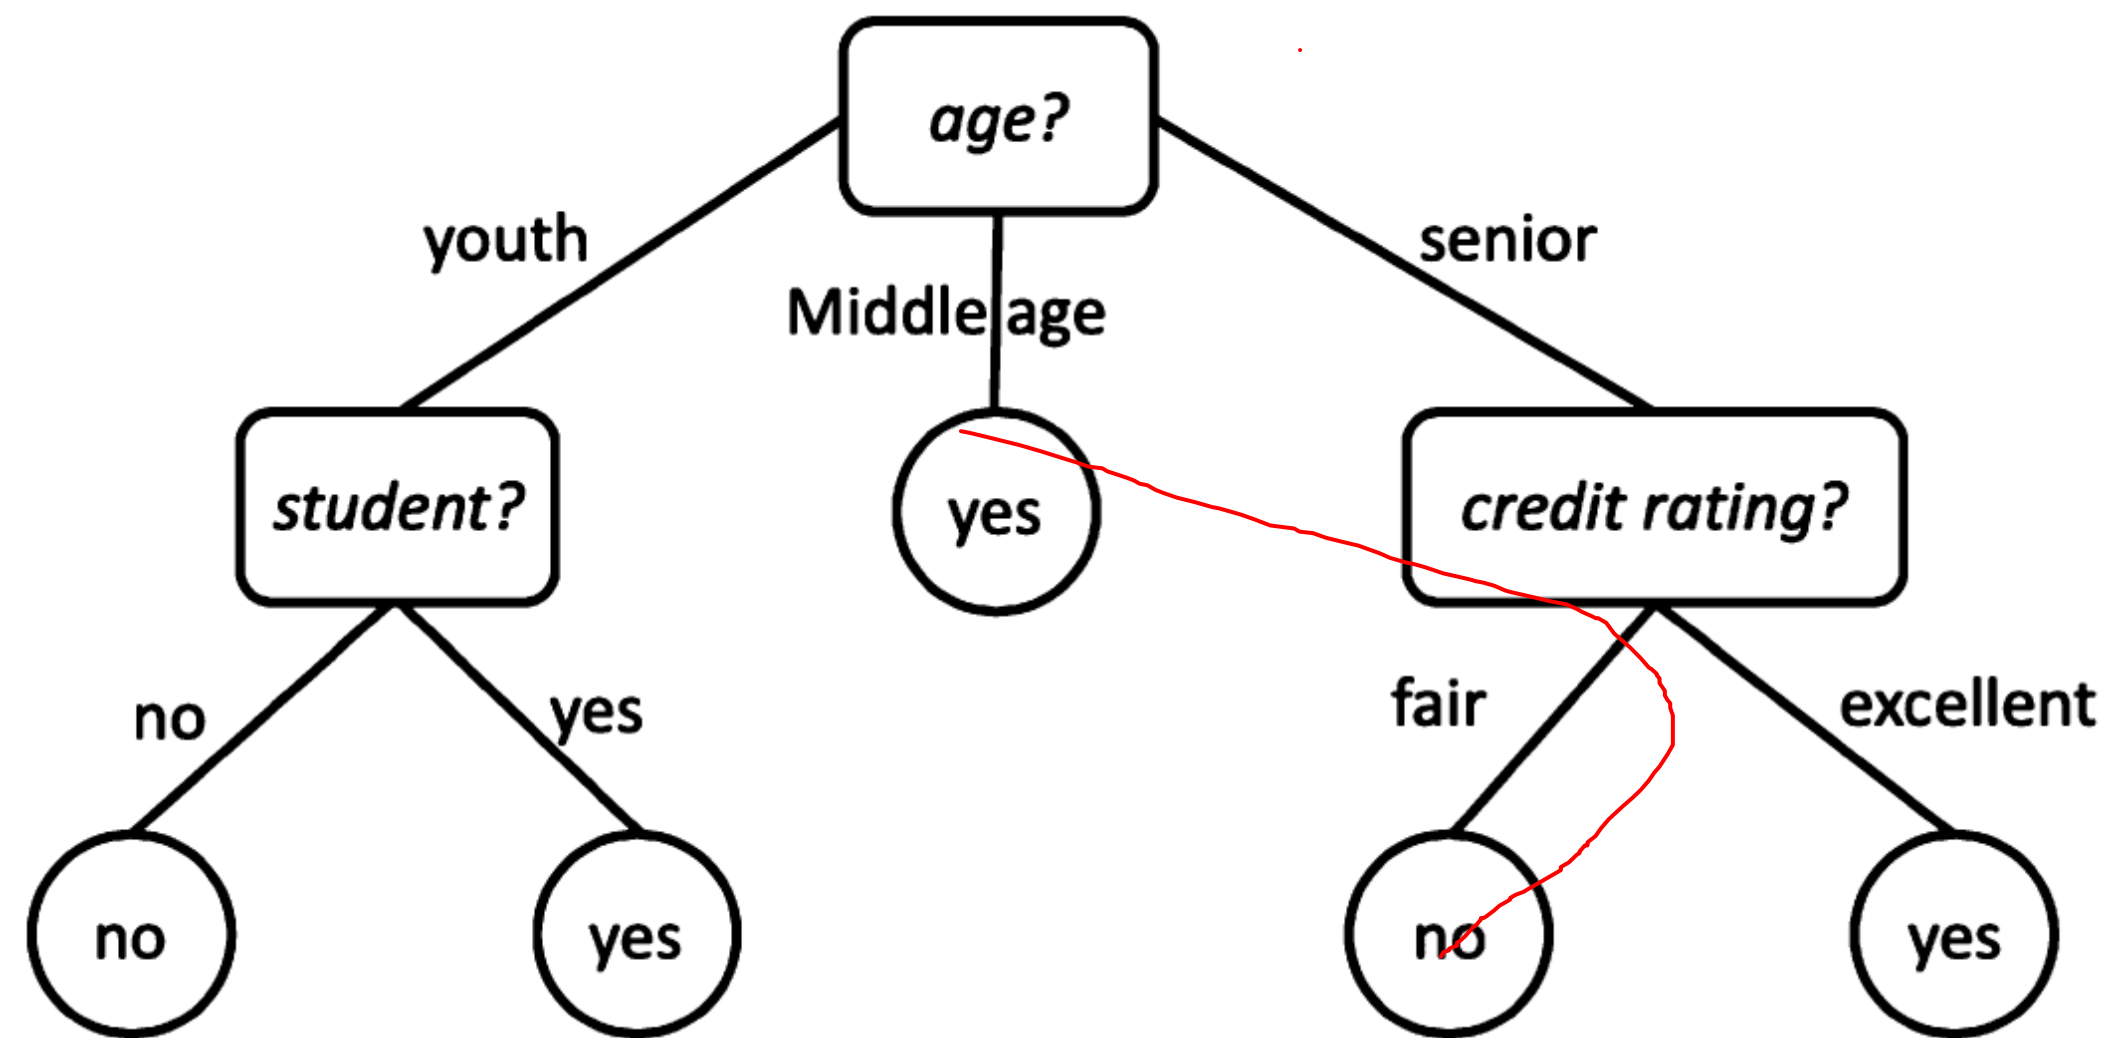 age?
youth
senior
Middle age
student?
yes
credit rating?
no
yes
fair
excellent
no
yes
no
yes